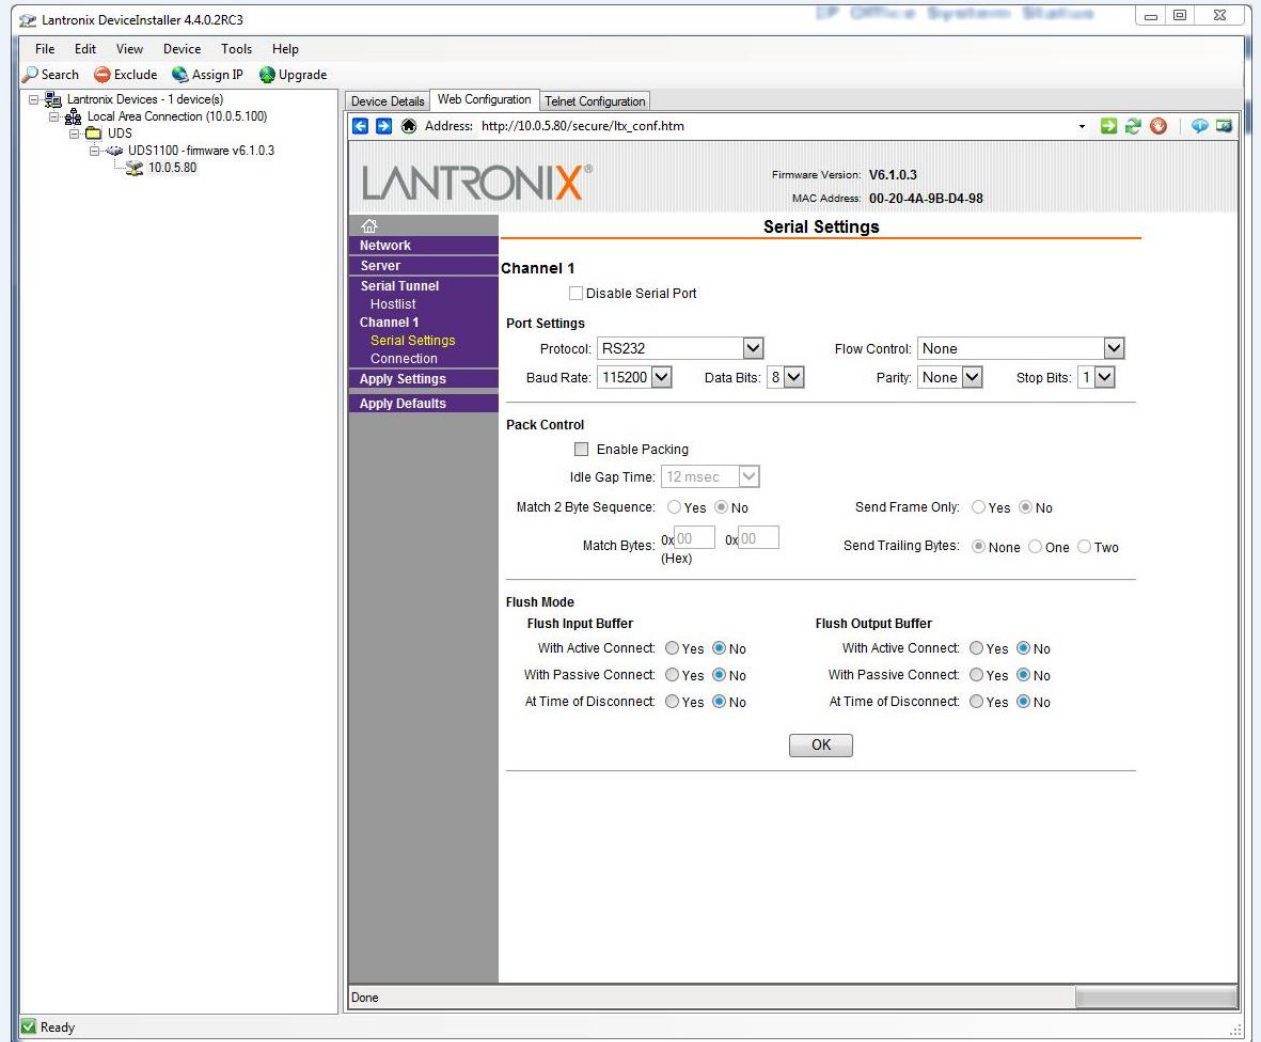 Lantronix DeviceInstaller 4.4.0.2RC3
IP Office System Status
File Edit View Device Tools Help
Search Exclude Assign IP Upgrade
Lantronix Devices - 1 device(s)
Local Area Connection (10.0.5.100)
UDS
UDS1100 - firmware v6.1.0.3
10.0.5.80
Device Details Web Configuration Telnet Configuration
Address: http://10.0.5.80/secure/ltx_conf.htm
LANTRONIX®
Firmware Version: V6.1.0.3
MAC Address: 00-20-4A-9B-D4-98
Network
Server
Serial Tunnel
Hostlist
Channel 1
Serial Settings
Connection
Apply Settings
Apply Defaults
Serial Settings
Channel 1
Disable Serial Port
Port Settings
Protocol: RS232 Flow Control: None
Baud Rate: 115200 Data Bits: 8 Parity: None Stop Bits: 1
Pack Control
Enable Packing
Idle Gap Time: 12 msec
Match 2 Byte Sequence: Yes No Send Frame Only: Yes No
Match Bytes: 0x 00 0x 00 Send Trailing Bytes: None One Two
(Hex)
Flush Mode
Flush Input Buffer Flush Output Buffer
With Active Connect: Yes No With Active Connect: Yes No
With Passive Connect: Yes No With Passive Connect: Yes No
At Time of Disconnect: Yes No At Time of Disconnect: Yes No
OK
Done
Ready